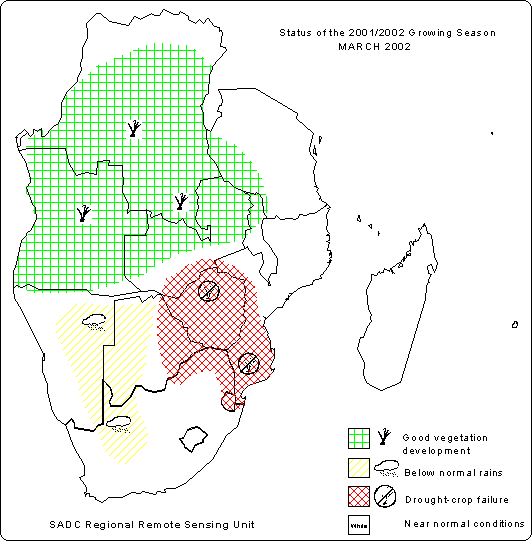 Status of the 2001/2002 Growing Season
MARCH 2002
Good vegetation
development
Below normal rains
Drought-crop failure
White
Near normal conditions
SADC Regional Remote Sensing Unit